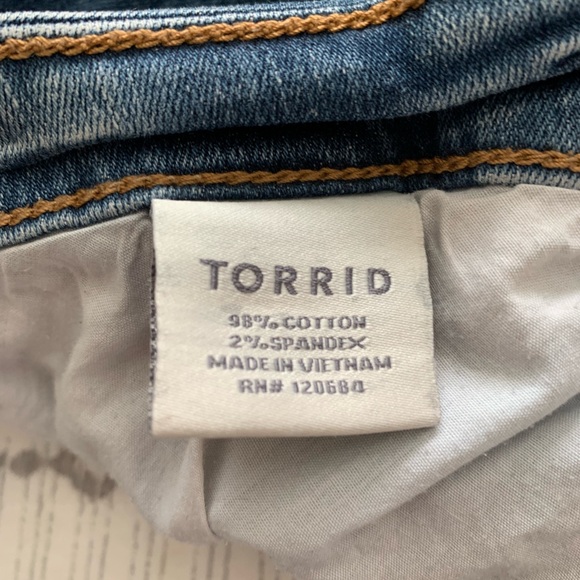 TORRID
98% COTTON
2% SPANDEX
MADE IN VIETNAM
RN# 120684